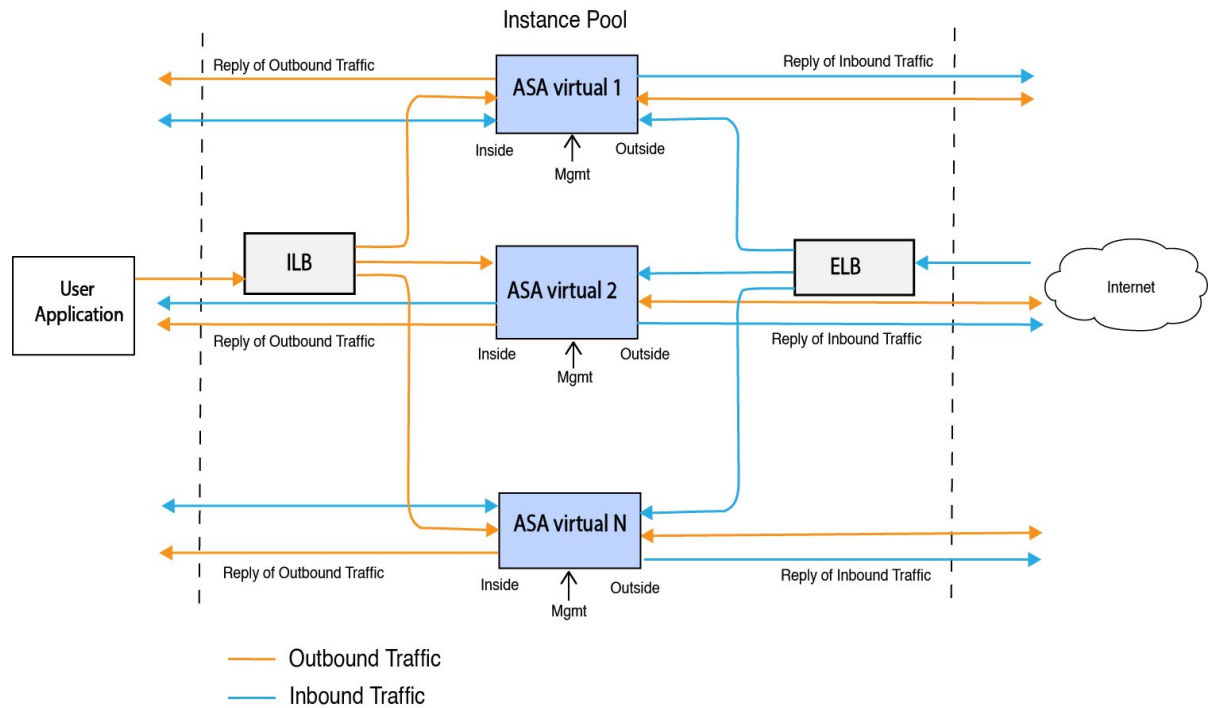 Instance Pool
Reply of Outbound Traffic
ASA virtual 1
Reply of Inbound Traffic
Inside
Outside
Mgmt
User
Application
ILB
ASA virtual 2
ELB
Internet
Reply of Outbound Traffic
Inside
Outside
Reply of Inbound Traffic
Mgmt
ASA virtual N
Reply of Outbound Traffic
Inside
Outside
Reply of Inbound Traffic
Mgmt
Outbound Traffic
Inbound Traffic